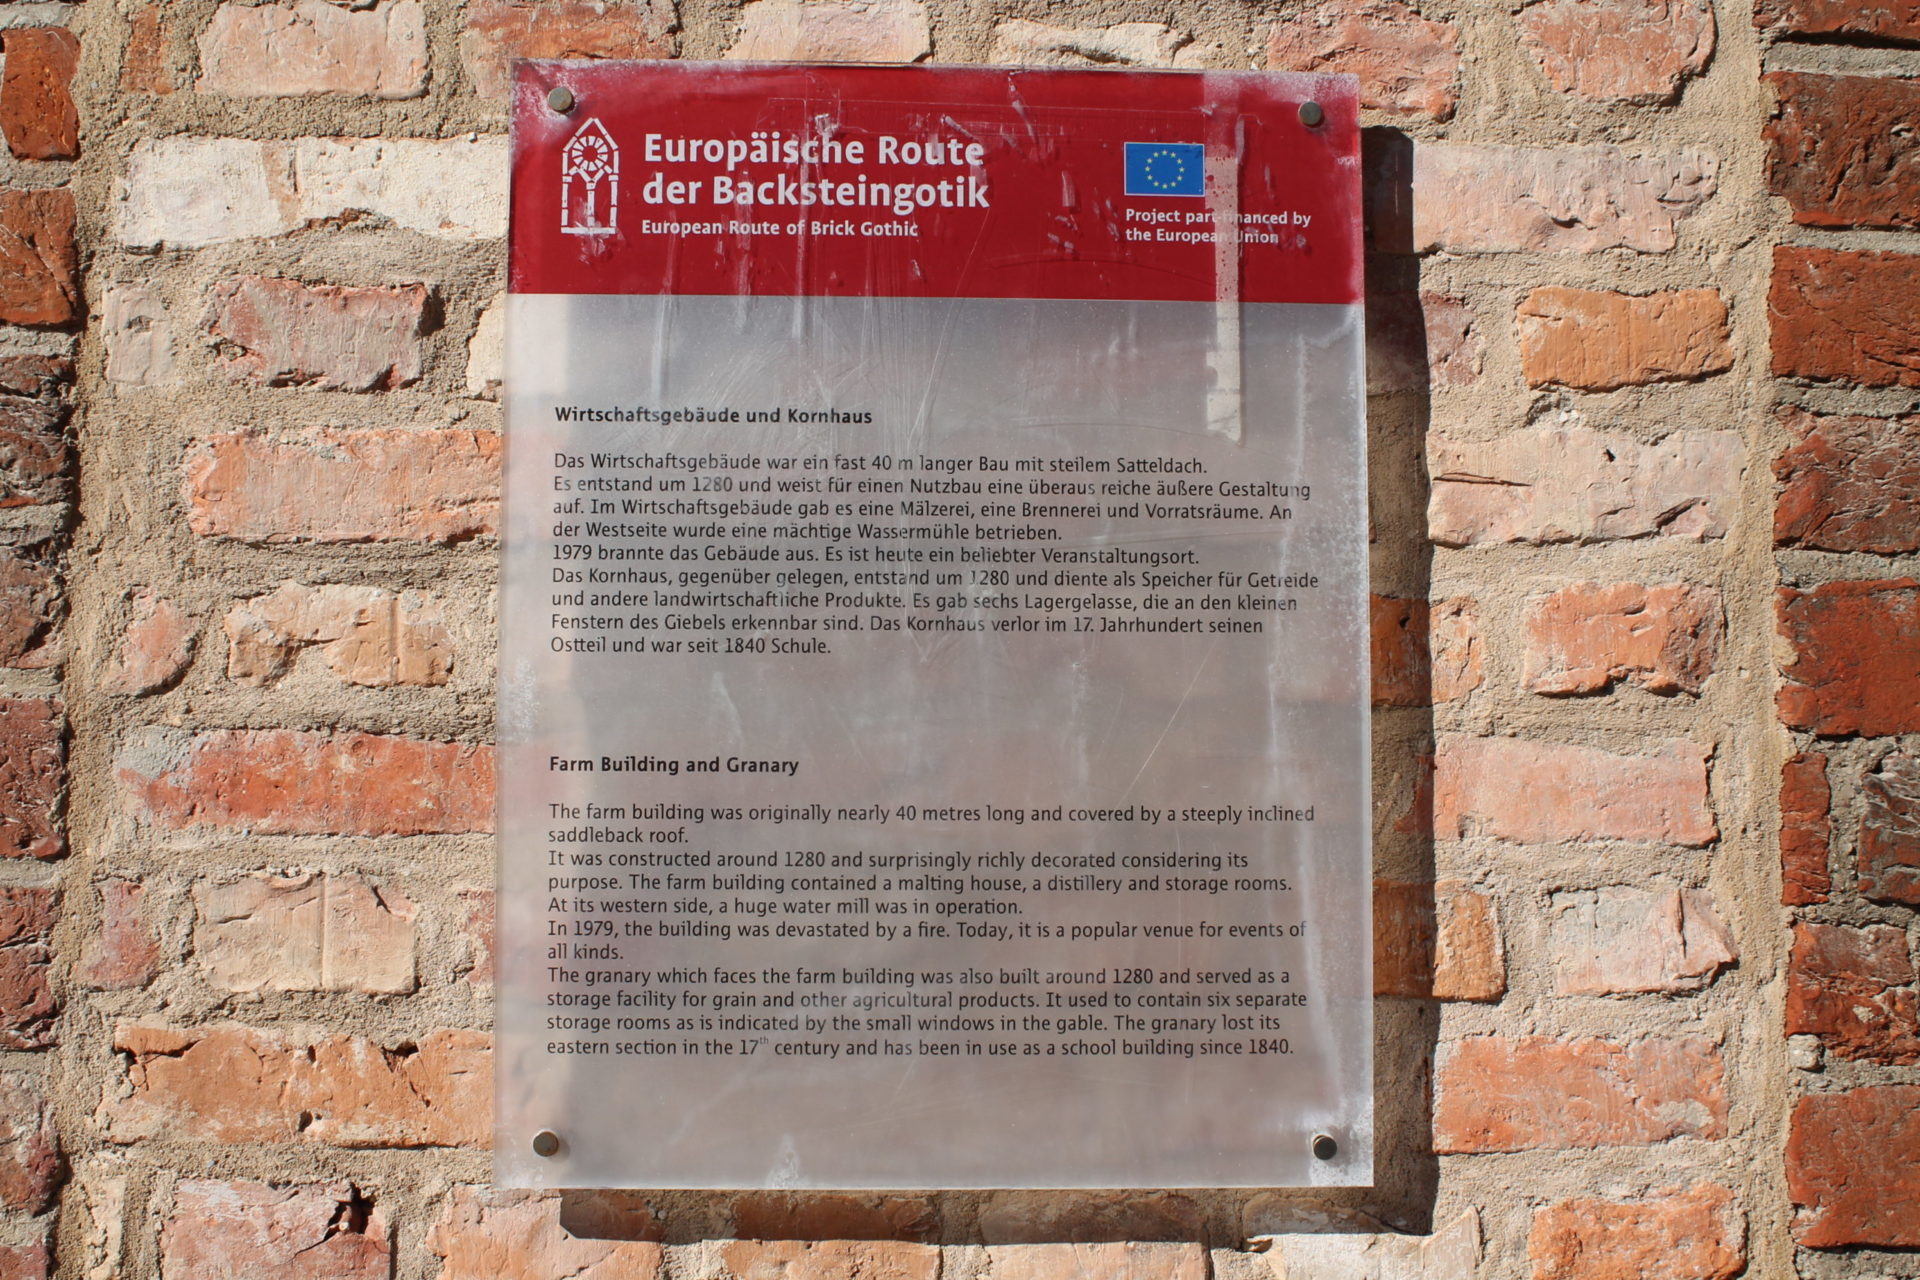 Europäische Route
der Backsteingotik
European Route of Brick Gothic
Project part-financed by
the European Union
Wirtschaftsgebäude und Kornhaus
Das Wirtschaftsgebäude war ein fast 40 m langer Bau mit steilem Satteldach.
Es entstand um 1280 und weist für einen Nutzbau eine überaus reiche äußere Gestaltung
auf. Im Wirtschaftsgebäude gab es eine Mälzerei, eine Brennerei und Vorratsräume. An
der Westseite wurde eine mächtige Wassermühle betrieben.
1979 brannte das Gebäude aus. Es ist heute ein beliebter Veranstaltungsort.
Das Kornhaus, gegenüber gelegen, entstand um 1280 und diente als Speicher für Getreide
und andere landwirtschaftliche Produkte. Es gab sechs Lagergelasse, die an den kleinen
Fenstern des Giebels erkennbar sind. Das Kornhaus verlor im 17. Jahrhundert seinen
Ostteil und war seit 1840 Schule.
Farm Building and Granary
The farm building was originally nearly 40 metres long and covered by a steeply inclined
saddleback roof.
It was constructed around 1280 and surprisingly richly decorated considering its
purpose. The farm building contained a malting house, a distillery and storage rooms.
At its western side, a huge water mill was in operation.
In 1979, the building was devastated by a fire. Today, it is a popular venue for events of
all kinds.
The granary which faces the farm building was also built around 1280 and served as a
storage facility for grain and other agricultural products. It used to contain six separate
storage rooms as is indicated by the small windows in the gable. The granary lost its
eastern section in the 17th century and has been in use as a school building since 1840.